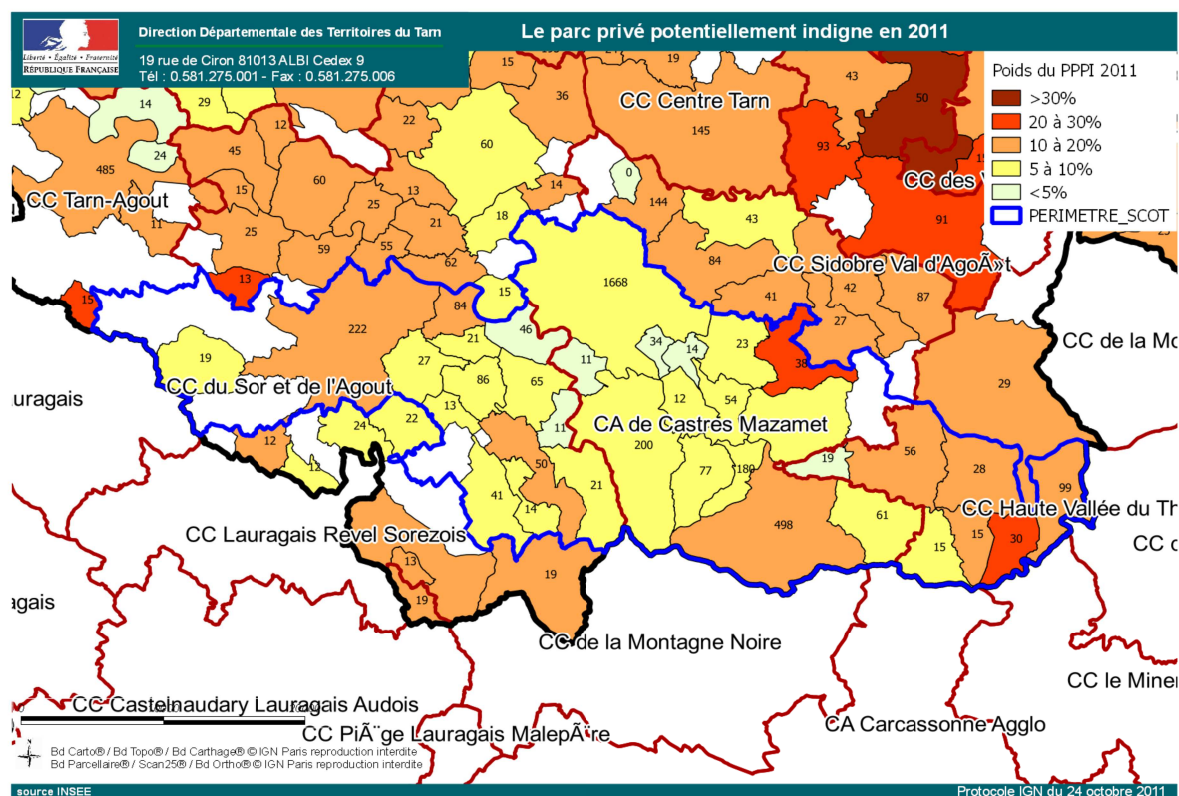 Liberté • Égalité • Fraternité
RÉPUBLIQUE FRANÇAISE
Direction Départementale des Territoires du Tarn
19 rue de Ciron 81013 ALBI Cedex 9
Tél : 0.581.275.001 - Fax : 0.581.275.006
Le parc privé potentiellement indigne en 2011
Poids du PPPI 2011
>30%
20 à 30%
10 à 20%
5 à 10%
<5%
PERIMETRE_SCOT
15
19
43
50
12
14
29
22
36
CC Centre Tarn
145
12
60
93
485
24
45
15
60
13
14
0
CC des V
CC Tarn-Agout
11
25
25
21
18
144
43
91
25
59
55
62
84
CC Sidobre Val d'AgoÃ»t
15
13
15
1668
41
42
87
84
222
46
27
CC de la Mo
19
21
11
34
14
23
38
29
27
86
65
12
54
CC du Sor et de l'Agout
uragais
13
22
24
11
CA de Castres Mazamet
12
12
50
200
77
180
19
56
28
99
41
21
14
498
61
CC Haute Vallée du Th
CC Lauragais Revel Sorezois
15
15
30
CC d
13
19
19
agais
CC de la Montagne Noire
CC le Miner
CC Castelnaudary Lauragais Audois
CA Carcassonne Agglo
CC PiÃ¨ge Lauragais MalepÃ¨re
Bd Carto® / Bd Topo® / Bd Carthage® © IGN Paris reproduction interdite
Bd Parcellaire® / Scan25® / Bd Ortho® © IGN Paris reproduction interdite
source INSEE
Protocole IGN du 24 octobre 2011